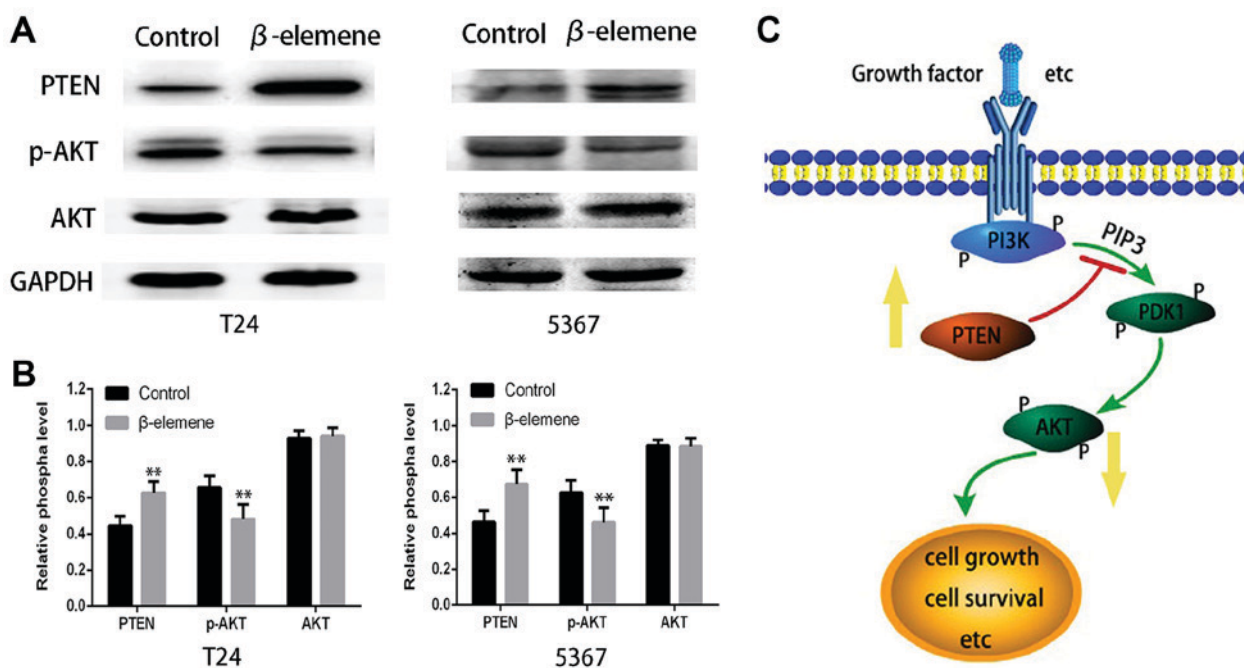 A
Control β-elemene
Control β-elemene
PTEN
p-AKT
AKT
GAPDH
T24
5367
B
Relative phospha level
1.2
1.0
0.8
0.6
0.4
0.2
0.0
Control
β-elemene
**
**
PTEN p-AKT AKT
T24
Relative phospha level
1.2
1.0
0.8
0.6
0.4
0.2
0.0
Control
β-elemene
**
**
PTEN p-AKT AKT
5367
C
Growth factor etc
PI3K
P
P
PIP3
PTEN
PDK1
P
P
AKT
P
P
cell growth
cell survival
etc